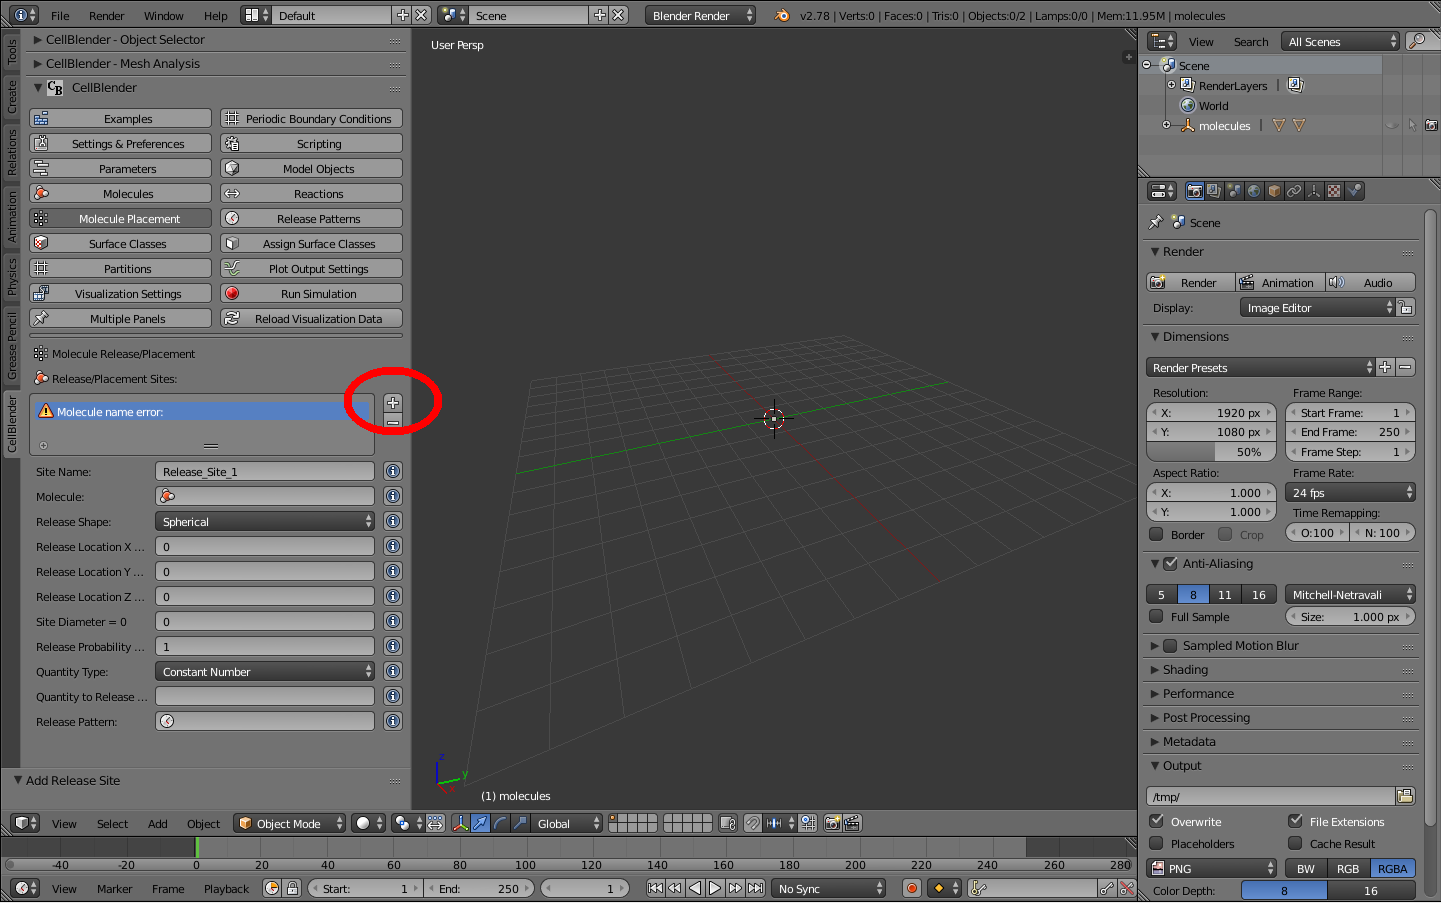 File Render Window Help Default Scene Blender Render v2.78 | Verts:0 | Faces:0 | Tris:0 | Objects:0/2 | Lamps:0/0 | Mem:11.95M | molecules
Tools
Create
Relations
Animation
Physics
Grease Pencil
CellBlender
CellBlender - Object Selector
CellBlender - Mesh Analysis
CB CellBlender
Examples Periodic Boundary Conditions
Settings & Preferences Scripting
Parameters Model Objects
Molecules Reactions
Molecule Placement Release Patterns
Surface Classes Assign Surface Classes
Partitions Plot Output Settings
Visualization Settings Run Simulation
Multiple Panels Reload Visualization Data
Molecule Release/Placement
Release/Placement Sites:
Molecule name error:
Site Name: Release_Site_1
Molecule:
Release Shape: Spherical
Release Location X ... 0
Release Location Y ... 0
Release Location Z ... 0
Site Diameter = 0 0
Release Probability ... 1
Quantity Type: Constant Number
Quantity to Release ...
Release Pattern:
Add Release Site
User Persp
z
y
x
(1) molecules
View Select Add Object Object Mode Global
-40 -20 0 20 40 60 80 100 120 140 160 180 200 220 240 260 280
View Marker Frame Playback Start: 1 End: 250 1 No Sync
View Search All Scenes
Scene
RenderLayers |
World
molecules |
Scene
Render
Render Animation Audio
Display: Image Editor
Dimensions
Render Presets
Resolution: Frame Range:
X: 1920 px Start Frame: 1
Y: 1080 px End Frame: 250
50% Frame Step: 1
Aspect Ratio: Frame Rate:
X: 1.000 24 fps
Y: 1.000 Time Remapping:
Border Crop O:100 N: 100
Anti-Aliasing
5 8 11 16 Mitchell-Netravali
Full Sample Size: 1.000 px
Sampled Motion Blur
Shading
Performance
Post Processing
Metadata
Output
/tmp/
Overwrite File Extensions
Placeholders Cache Result
PNG BW RGB RGBA
Color Depth: 8 16